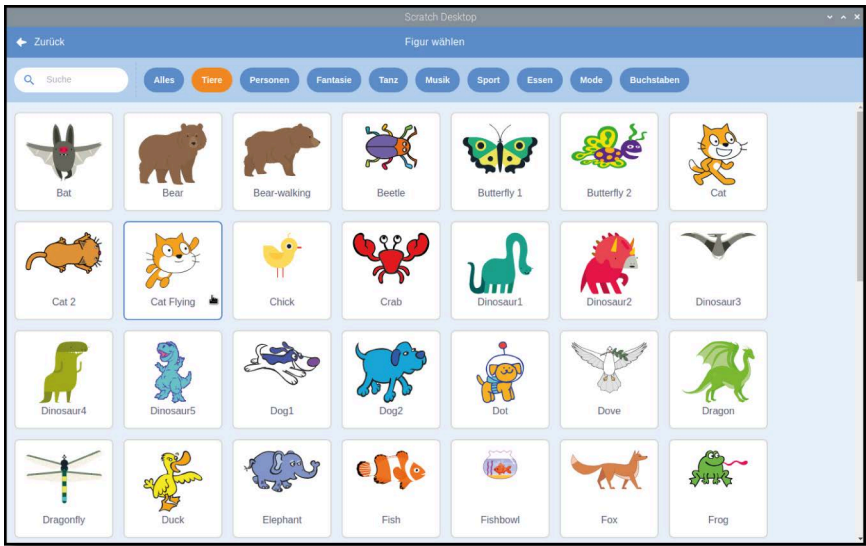 Scratch Desktop
Zurück Figur wählen
Suche Alles Tiere Personen Fantasie Tanz Musik Sport Essen Mode Buchstaben
Bat Bear Bear-walking Beetle Butterfly 1 Butterfly 2 Cat
Cat 2 Cat Flying Chick Crab Dinosaur1 Dinosaur2 Dinosaur3
Dinosaur4 Dinosaur5 Dog1 Dog2 Dot Dove Dragon
Dragonfly Duck Elephant Fish Fishbowl Fox Frog